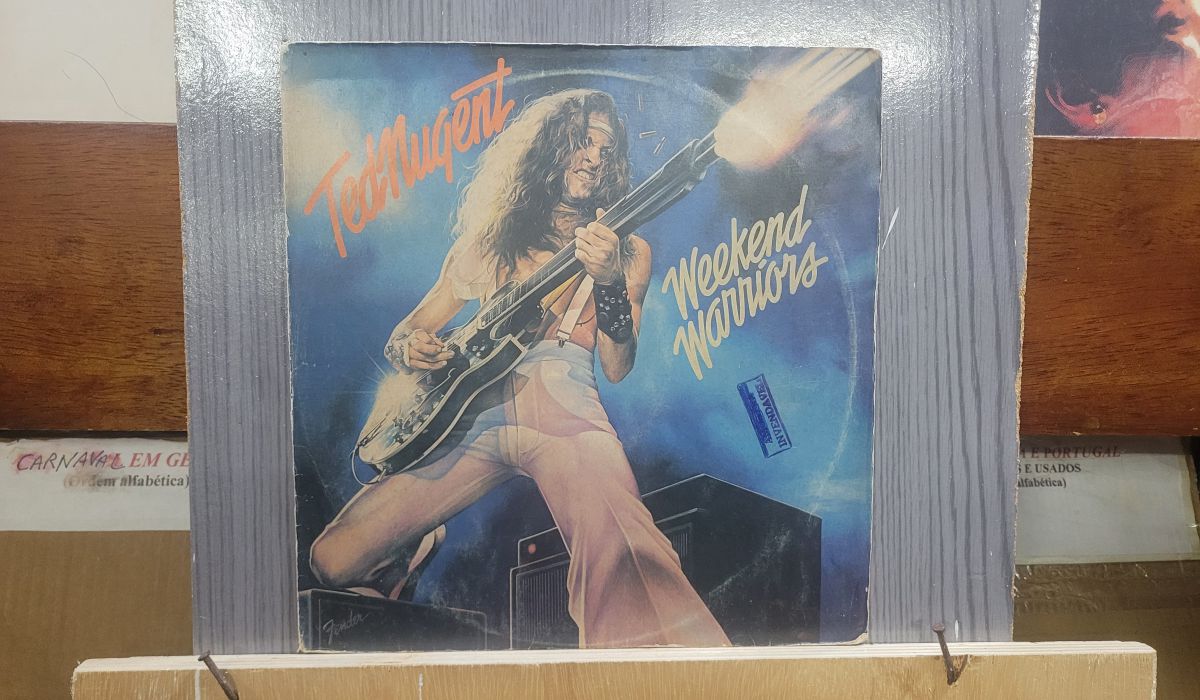 Ted Nugent
Weekend
Warriors
INVENDÁVEL
Fender
CARNAVAL EM GE
(Ordem alfabética)
A E PORTUGAL
S E USADOS
alfabética)